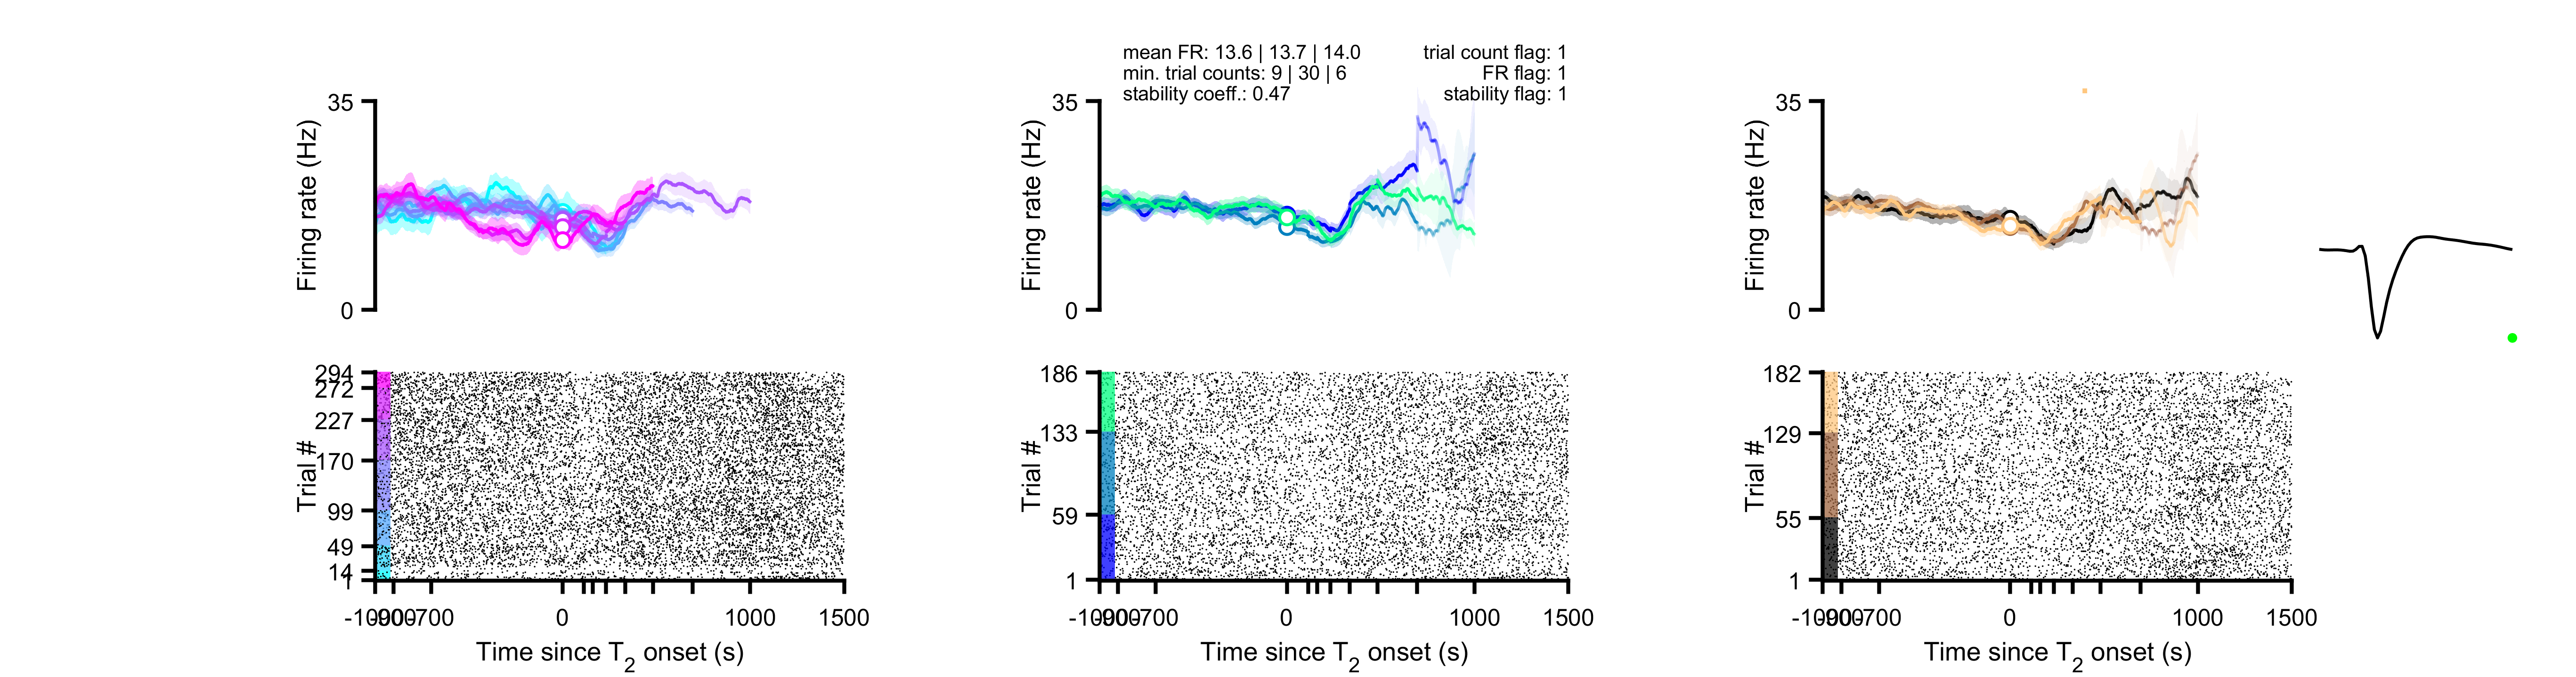 mean FR: 13.6 | 13.7 | 14.0
min. trial counts: 9 | 30 | 6
stability coeff.: 0.47
trial count flag: 1
FR flag: 1
stability flag: 1
35
Firing rate (Hz)
0
35
Firing rate (Hz)
0
35
Firing rate (Hz)
0
294
272
227
170
99
49
14
Trial #
0
1000
1500
Time since T2 onset (s)
186
133
59
1
Trial #
0
1000
1500
Time since T2 onset (s)
182
129
55
1
Trial #
0
1000
1500
Time since T2 onset (s)